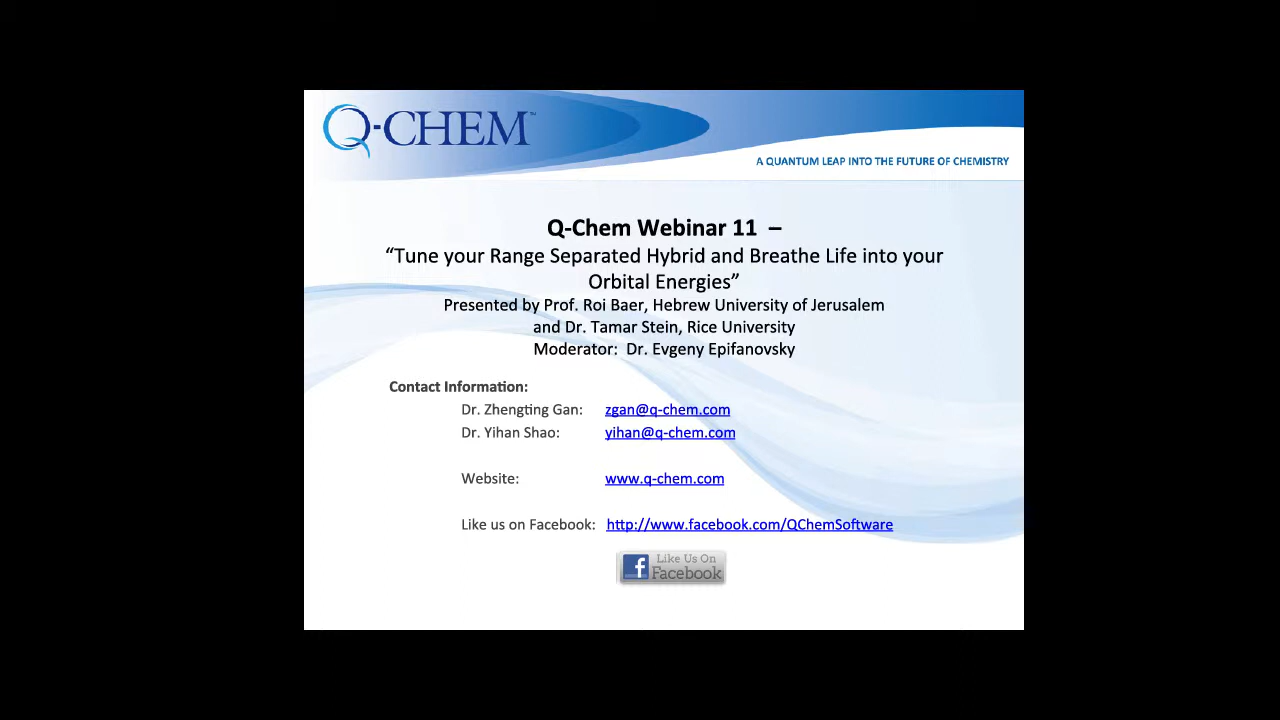 Q-CHEM™
A QUANTUM LEAP INTO THE FUTURE OF CHEMISTRY
Q-Chem Webinar 11 –
“Tune your Range Separated Hybrid and Breathe Life into your
Orbital Energies”
Presented by Prof. Roi Baer, Hebrew University of Jerusalem
and Dr. Tamar Stein, Rice University
Moderator: Dr. Evgeny Epifanovsky
Contact Information:
Dr. Zhengting Gan: zgan@q-chem.com
Dr. Yihan Shao: yihan@q-chem.com
Website: www.q-chem.com
Like us on Facebook: http://www.facebook.com/QChemSoftware
f Like Us On
Facebook